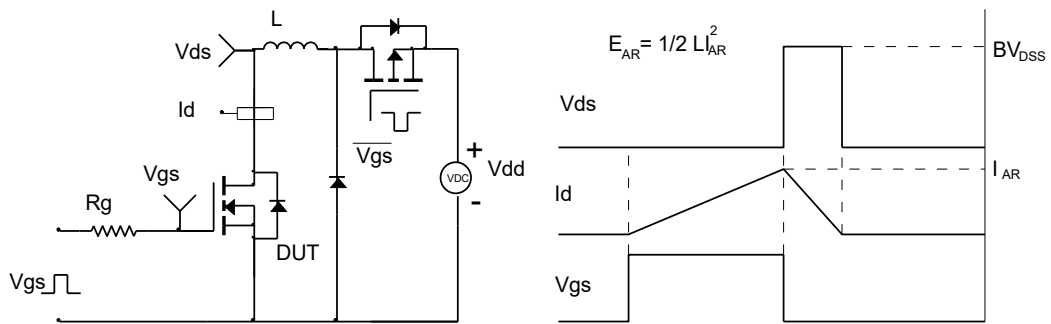 L
Vds
Id
Vgs
Rg
DUT
Vgs
Vgs
+
VDC
-
Vdd
E_AR = 1/2 LI_AR^2
BV_DSS
Vds
I_AR
Id
Vgs